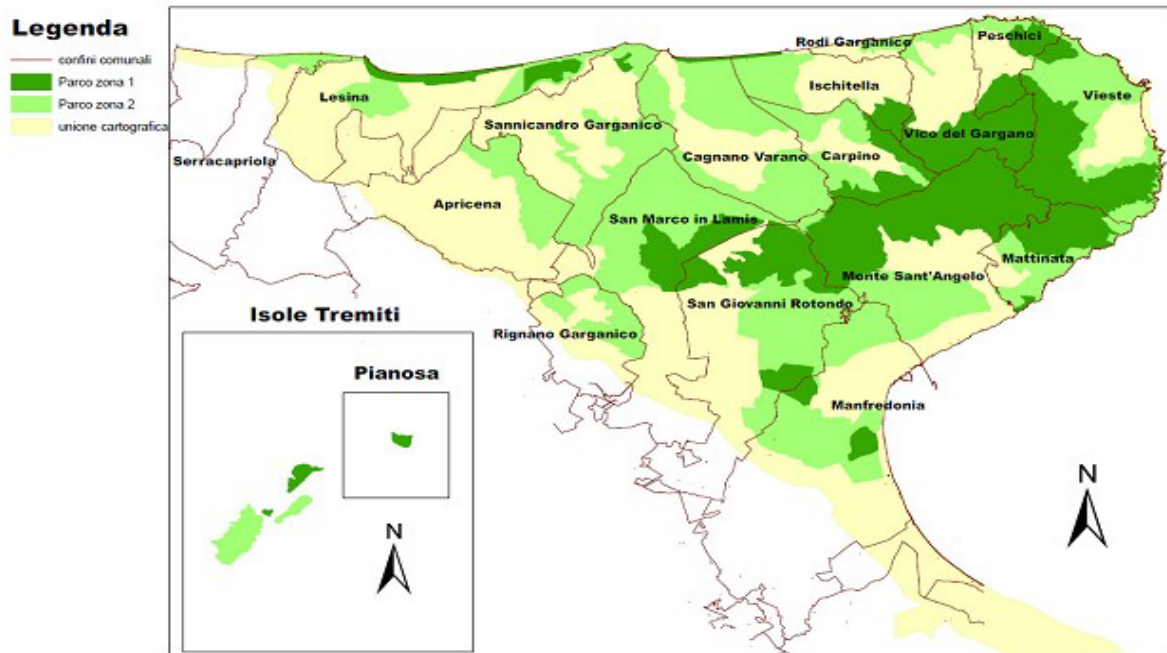 Legenda
confini comunali
Parco zona 1
Parco zona 2
unione cartografica
Rodi Garganico
Peschici
Ischitella
Vieste
Lesina
Sannicandro Garganico
Vico del Gargano
Serracapriola
Cagnano Varano
Carpino
Apricena
San Marco in Lamis
Mattinata
Monte Sant'Angelo
San Giovanni Rotondo
Rignano Garganico
Manfredonia
Isole Tremiti
Pianosa
N
N